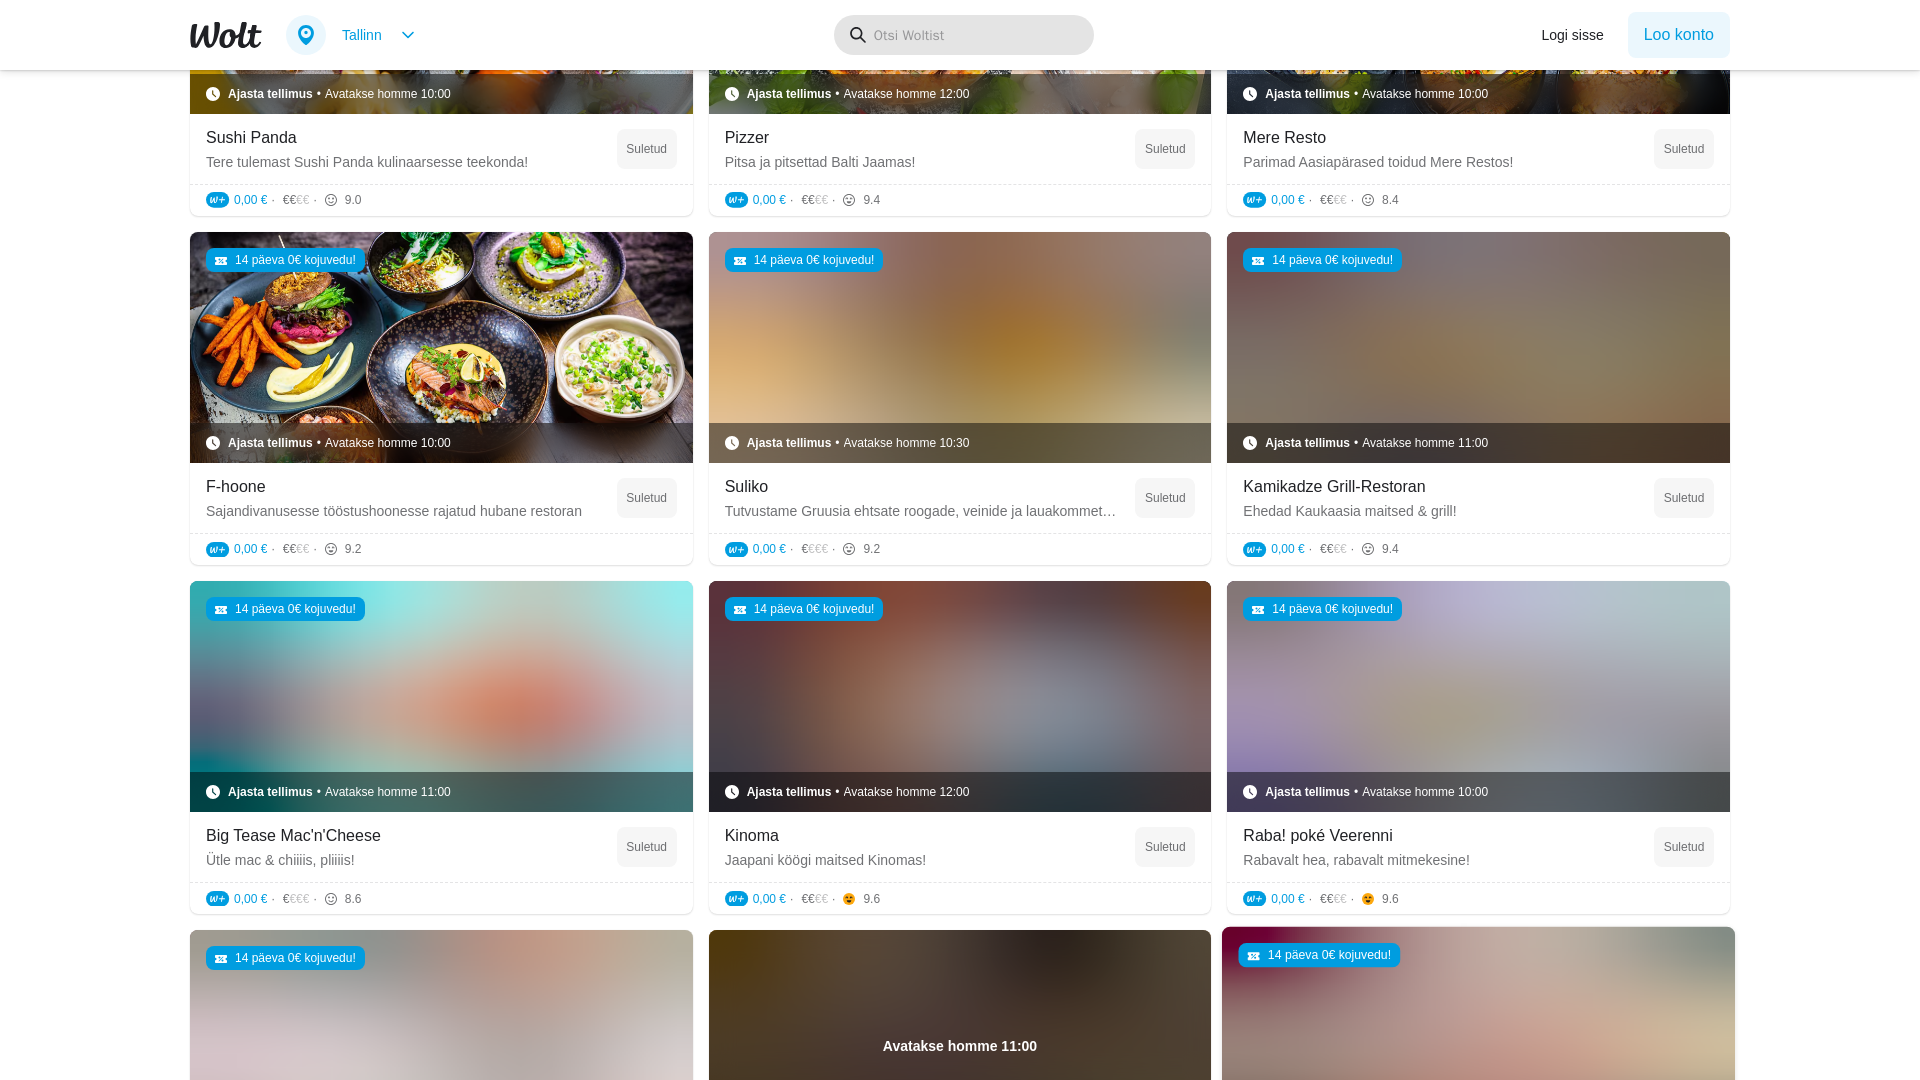 Wolt
Tallinn
Otsi Woltist
Logi sisse
Loo konto
Ajasta tellimus • Avatakse homme 10:00
Ajasta tellimus • Avatakse homme 12:00
Ajasta tellimus • Avatakse homme 10:00
Sushi Panda
Tere tulemast Sushi Panda kulinaarsesse teekonda!
Suletud
W+ 0,00 € · €€€€ · 9.0
Pizzer
Pitsa ja pitsettad Balti Jaamas!
Suletud
W+ 0,00 € · €€€€ · 9.4
Mere Resto
Parimad Aasiapärased toidud Mere Restos!
Suletud
W+ 0,00 € · €€€€ · 8.4
14 päeva 0€ kojuvedu!
Ajasta tellimus • Avatakse homme 10:00
F-hoone
Sajandivanusesse tööstushoonesse rajatud hubane restoran
Suletud
W+ 0,00 € · €€€€ · 9.2
14 päeva 0€ kojuvedu!
Ajasta tellimus • Avatakse homme 10:30
Suliko
Tutvustame Gruusia ehtsate roogade, veinide ja lauakommet…
Suletud
W+ 0,00 € · €€€€ · 9.2
14 päeva 0€ kojuvedu!
Ajasta tellimus • Avatakse homme 11:00
Kamikadze Grill-Restoran
Ehedad Kaukaasia maitsed & grill!
Suletud
W+ 0,00 € · €€€€ · 9.4
14 päeva 0€ kojuvedu!
Ajasta tellimus • Avatakse homme 11:00
Big Tease Mac'n'Cheese
Ütle mac & chiiiis, pliiiis!
Suletud
W+ 0,00 € · €€€€ · 8.6
14 päeva 0€ kojuvedu!
Ajasta tellimus • Avatakse homme 12:00
Kinoma
Jaapani köögi maitsed Kinomas!
Suletud
W+ 0,00 € · €€€€ · 9.6
14 päeva 0€ kojuvedu!
Ajasta tellimus • Avatakse homme 10:00
Raba! poké Veerenni
Rabavalt hea, rabavalt mitmekesine!
Suletud
W+ 0,00 € · €€€€ · 9.6
14 päeva 0€ kojuvedu!
Avatakse homme 11:00
14 päeva 0€ kojuvedu!